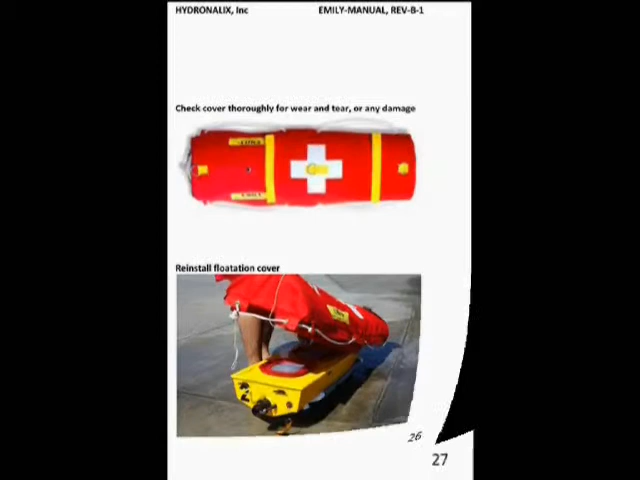 HYDRONALIX, Inc EMILY-MANUAL, REV-B-1
Check cover thoroughly for wear and tear, or any damage
Reinstall floatation cover
26
27